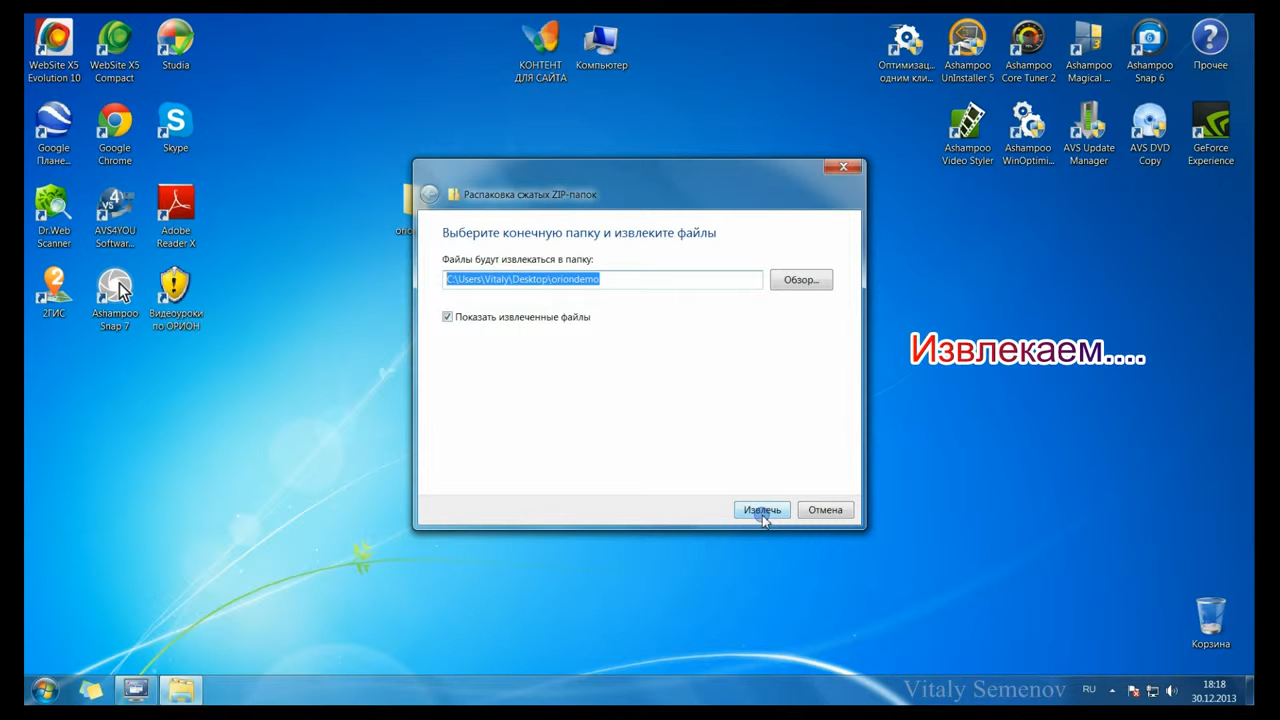 WebSite X5
Evolution 10
WebSite X5
Compact
Studia
КОНТЕНТ
ДЛЯ САЙТА
Компьютер
Оптимизац...
одним кли...
Ashampoo
UnInstaller 5
Ashampoo
Core Tuner 2
Ashampoo
Magical ...
Ashampoo
Snap 6
Прочее
Google
Плане...
Google
Chrome
Skype
Ashampoo
Video Styler
Ashampoo
WinOptimi...
AVS Update
Manager
AVS DVD
Copy
GeForce
Experience
Dr.Web
Scanner
AVS4YOU
Softwar...
Adobe
Reader X
2ГИС
Ashampoo
Snap 7
Видеоуроки
по ОРИОН
Распаковка сжатых ZIP-папок
Выберите конечную папку и извлеките файлы
Файлы будут извлекаться в папку:
C:\Users\Vitaly\Desktop\oriondemo
Обзор...
Показать извлеченные файлы
Извлечь
Отмена
Извлекаем....
Корзина
Vitaly Semenov
RU
18:18
30.12.2013